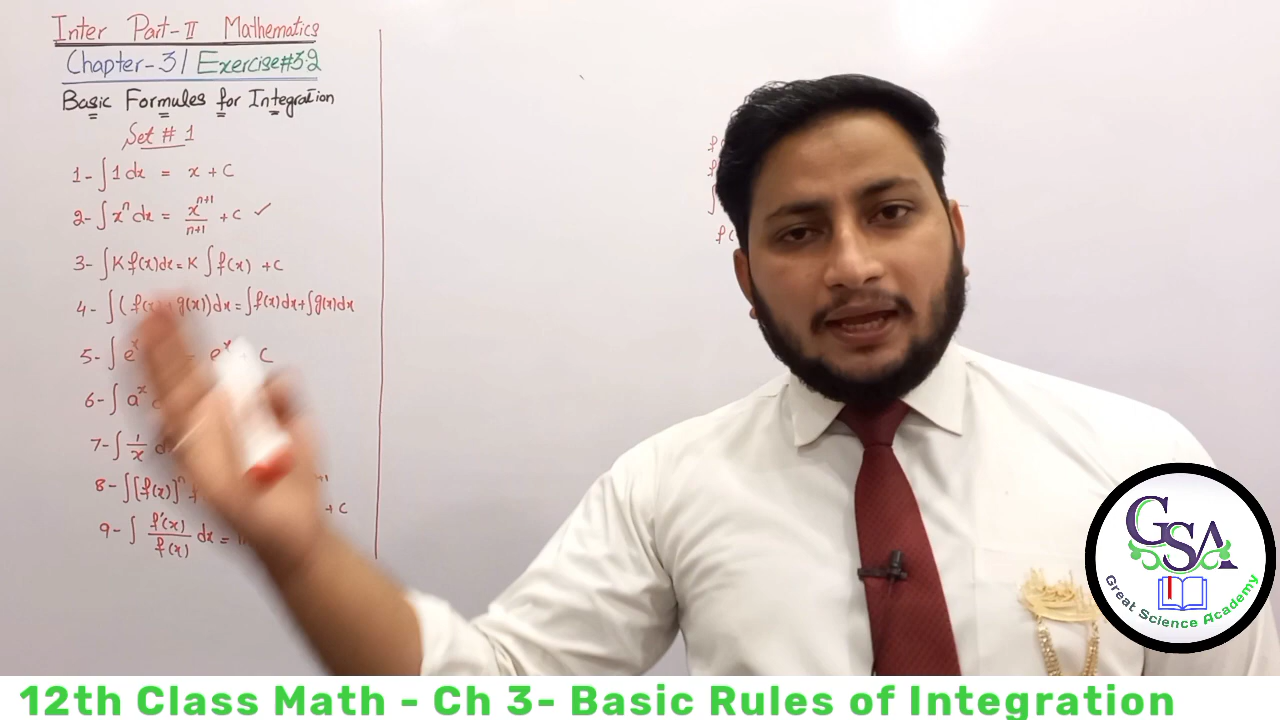 Inter Part-II Mathematics
Chapter-3/Exercise#3.2
Basic Formules for Integration
Set # 1
1- ∫1 dx = x + C
2- ∫xⁿ dx = xⁿ⁺¹/n+1 + C ✓
3- ∫K f(x)dx = K ∫f(x) + C
4- ∫(f(x)+g(x))dx = ∫f(x)dx+∫g(x)dx
5- ∫eˣ = eˣ + C
6- ∫aˣ
7- ∫1/x d
8- ∫[f(x)]ⁿ + C
9- ∫ f'(x)/f(x) dx =
GSA
Great Science Academy
12th Class Math - Ch 3- Basic Rules of Integration